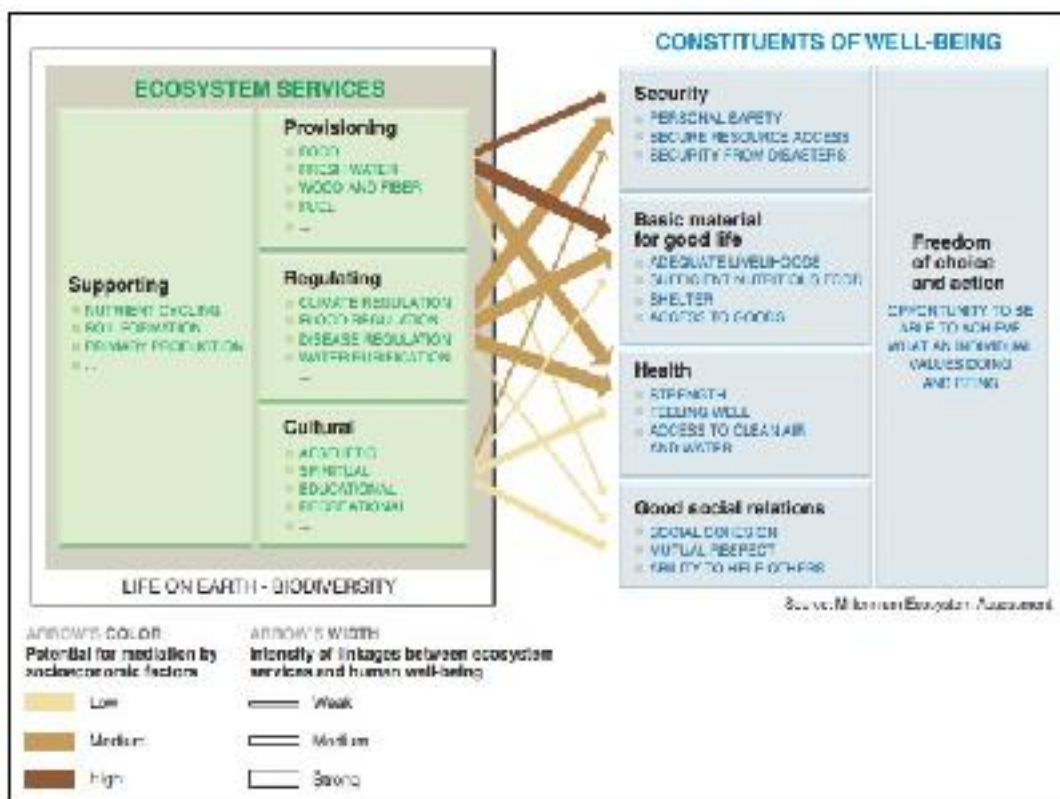 CONSTITUENTS OF WELL-BEING
ECOSYSTEM SERVICES
Supporting
NUTRIENT CYCLING
SOIL FORMATION
PRIMARY PRODUCTION
...
Provisioning
FOOD
FRESH WATER
WOOD AND FIBER
FUEL
...
Regulating
CLIMATE REGULATION
FLOOD REGULATION
DISEASE REGULATION
WATER PURIFICATION
...
Cultural
AESTHETIC
SPIRITUAL
EDUCATIONAL
RECREATIONAL
...
LIFE ON EARTH - BIODIVERSITY
Security
PERSONAL SAFETY
SECURE RESOURCE ACCESS
SECURITY FROM DISASTERS
Basic material
for good life
ADEQUATE LIVELIHOODS
SUFFICIENT NUTRITIOUS FOOD
SHELTER
ACCESS TO GOODS
Health
STRENGTH
FEELING WELL
ACCESS TO CLEAN AIR
AND WATER
Good social relations
SOCIAL COHESION
MUTUAL RESPECT
ABILITY TO HELP OTHERS
Freedom
of choice
and action
OPPORTUNITY TO BE
ABLE TO ACHIEVE
WHAT AN INDIVIDUAL
VALUES DOING
AND BEING
Source: Millennium Ecosystem Assessment
ARROW'S COLOR
Potential for mediation by
socioeconomic factors
Low
Medium
High
ARROW'S WIDTH
Intensity of linkages between ecosystem
services and human well-being
Weak
Medium
Strong